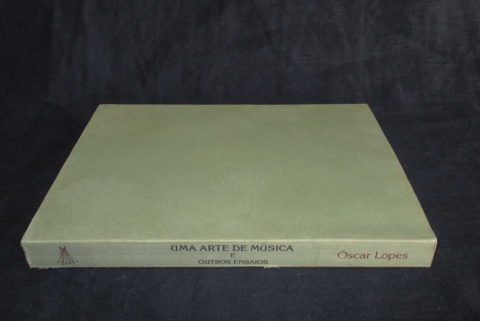 UMA ARTE DE MÚSICA
E
OUTROS ENSAIOS
Óscar Lopes